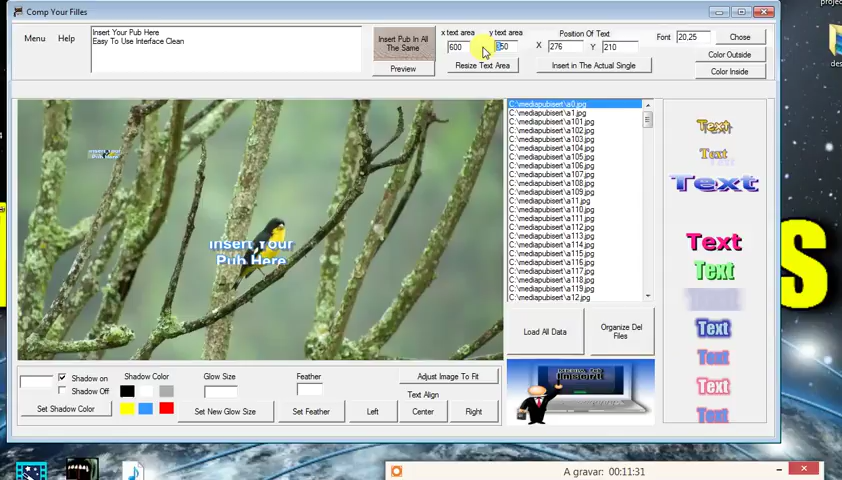 Comp Your Filles
Menu
Help
Insert Your Pub Here
Easy To Use Interface Clean
Insert Pub In All
The Same
Preview
x text area
y text area
600
50
Resize Text Area
Position Of Text
X
276
Y
210
Insert in The Actual Single
Font
20,25
Chose
Color Outside
Color Inside
Insert Your
Pub Here
Insert Your
Pub Here
C:\mediapubisert\a0.jpg
C:\mediapubisert\a1.jpg
C:\mediapubisert\a101.jpg
C:\mediapubisert\a102.jpg
C:\mediapubisert\a103.jpg
C:\mediapubisert\a104.jpg
C:\mediapubisert\a105.jpg
C:\mediapubisert\a106.jpg
C:\mediapubisert\a107.jpg
C:\mediapubisert\a108.jpg
C:\mediapubisert\a109.jpg
C:\mediapubisert\a11.jpg
C:\mediapubisert\a110.jpg
C:\mediapubisert\a111.jpg
C:\mediapubisert\a112.jpg
C:\mediapubisert\a113.jpg
C:\mediapubisert\a114.jpg
C:\mediapubisert\a115.jpg
C:\mediapubisert\a116.jpg
C:\mediapubisert\a117.jpg
C:\mediapubisert\a118.jpg
C:\mediapubisert\a119.jpg
C:\mediapubisert\a12.jpg
Text
Text
Text
Text
Text
Text
Text
Text
Text
Load All Data
Organize Del
Files
Shadow on
Shadow Off
Set Shadow Color
Shadow Color
Glow Size
Set New Glow Size
Feather
Set Feather
Adjust Image To Fit
Text Align
Left
Center
Right
S
A gravar: 00:11:31